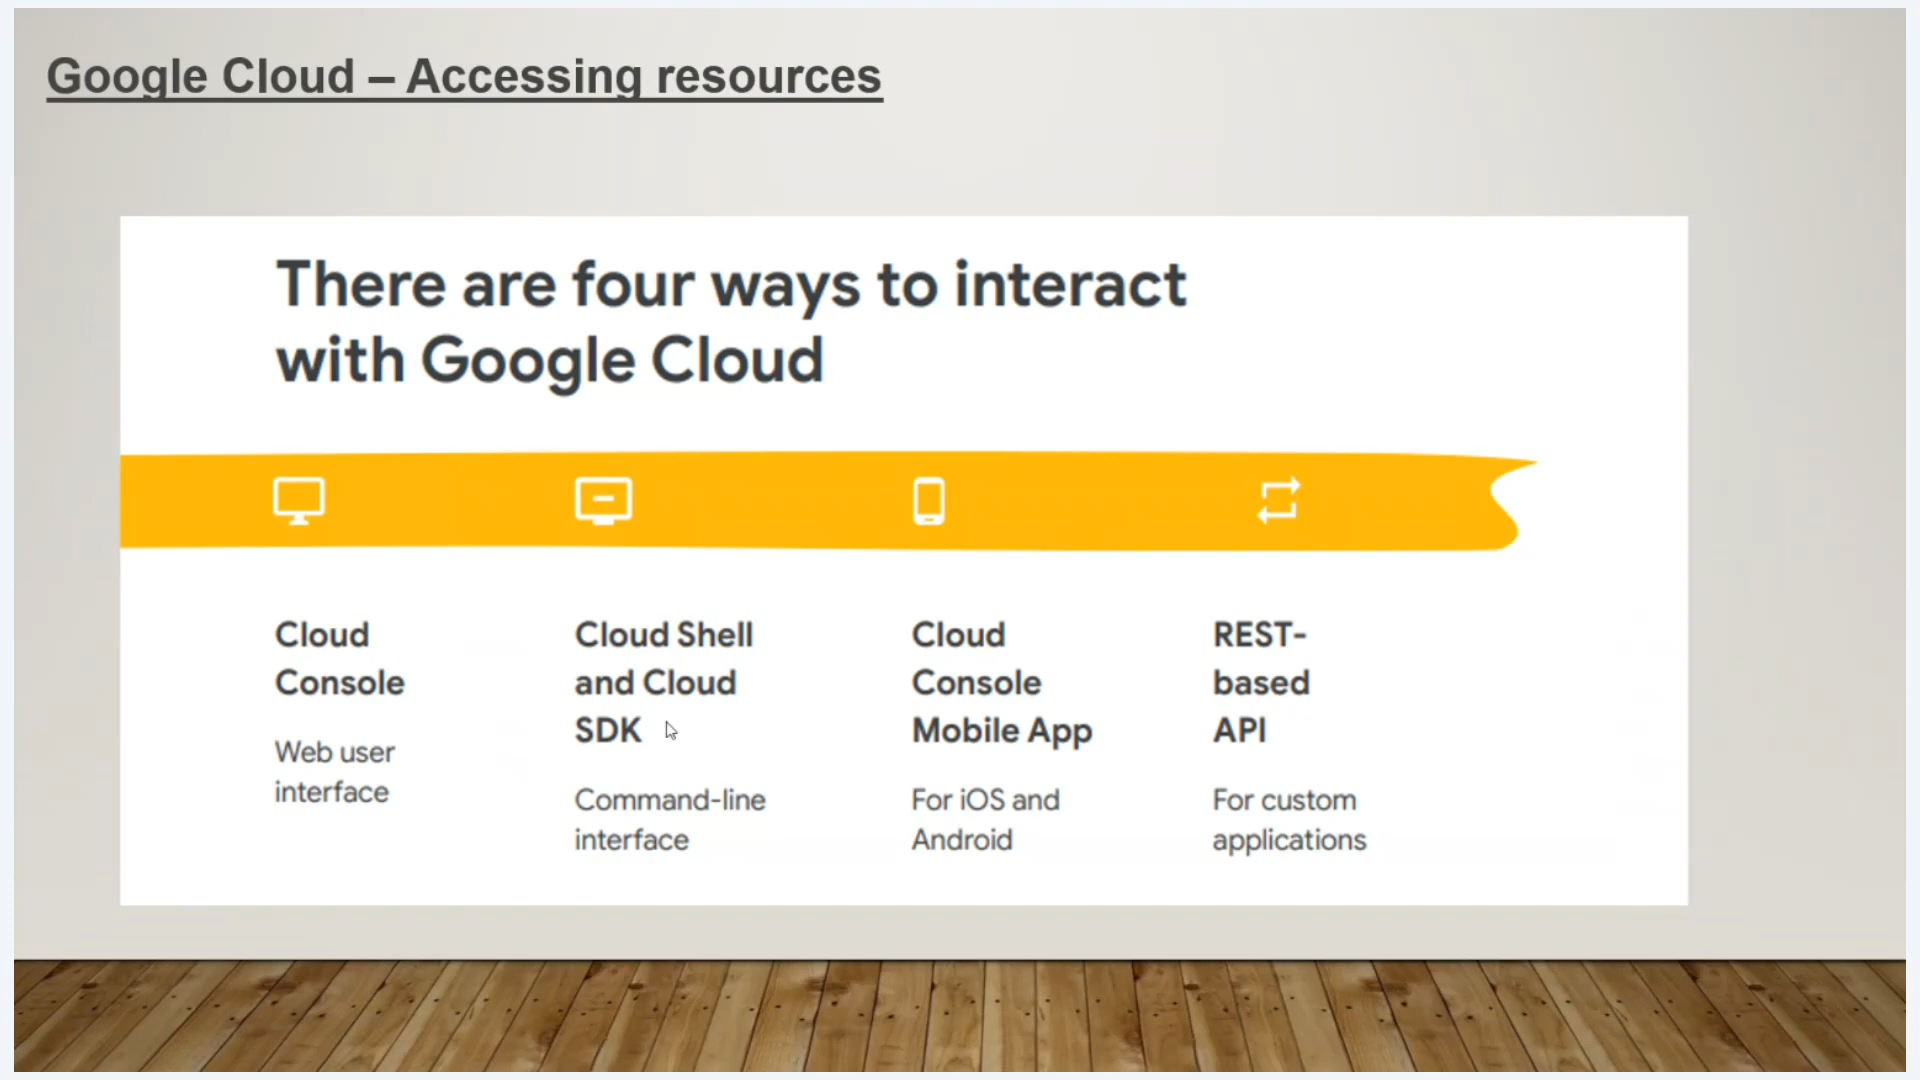 Google Cloud – Accessing resources
There are four ways to interact
with Google Cloud
Cloud
Console
Web user
interface
Cloud Shell
and Cloud
SDK
Command-line
interface
Cloud
Console
Mobile App
For iOS and
Android
REST-
based
API
For custom
applications